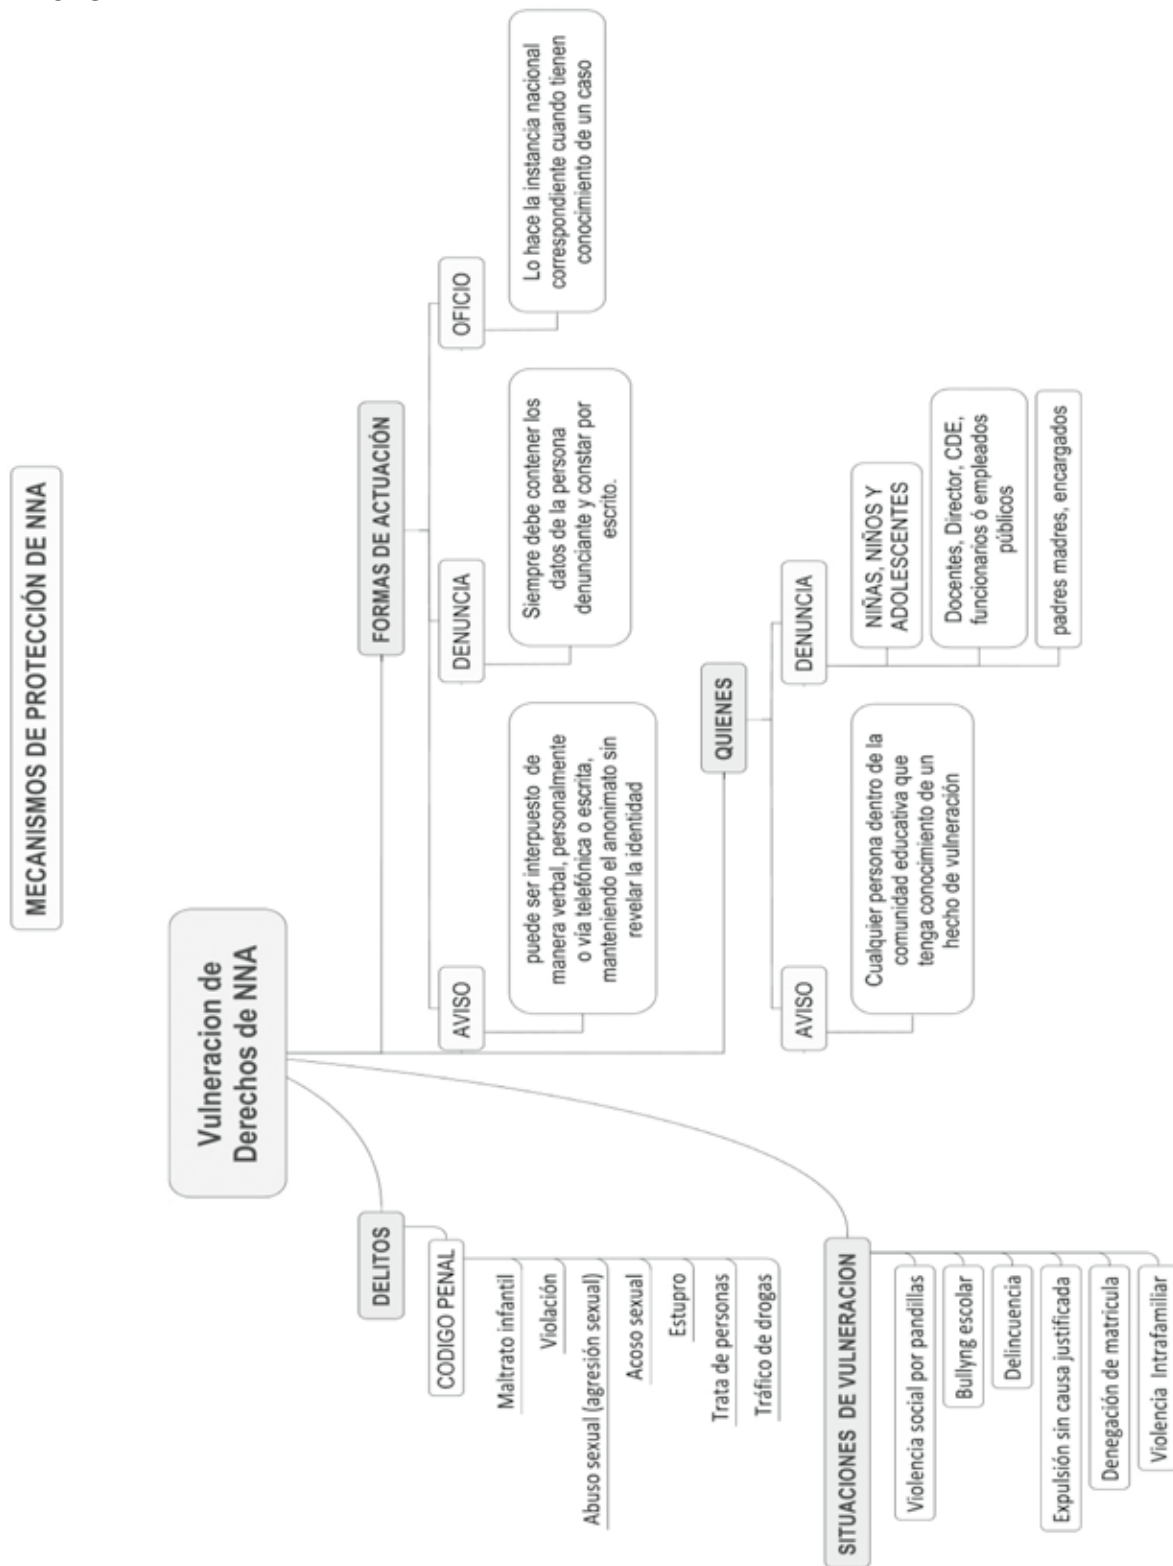 MECANISMOS DE PROTECCIÓN DE NNA
Vulneracion de
Derechos de NNA
DELITOS
CODIGO PENAL
Maltrato infantil
Violación
Abuso sexual (agresión sexual)
Acoso sexual
Estupro
Trata de personas
Tráfico de drogas
SITUACIONES DE VULNERACION
Violencia social por pandillas
Bullyng escolar
Delincuencia
Expulsión sin causa justificada
Denegación de matricula
Violencia Intrafamiliar
FORMAS DE ACTUACIÓN
AVISO
puede ser interpuesto de
manera verbal, personalmente
o vía telefónica o escrita,
manteniendo el anonimato sin
revelar la identidad
DENUNCIA
Siempre debe contener los
datos de la persona
denunciante y constar por
escrito.
OFICIO
Lo hace la instancia nacional
correspondiente cuando tienen
conocimiento de un caso
QUIENES
AVISO
Cualquier persona dentro de la
comunidad educativa que
tenga conocimiento de un
hecho de vulneración
DENUNCIA
NIÑAS, NIÑOS Y
ADOLESCENTES
Docentes, Director, CDE,
funcionarios ó empleados
públicos
padres madres, encargados